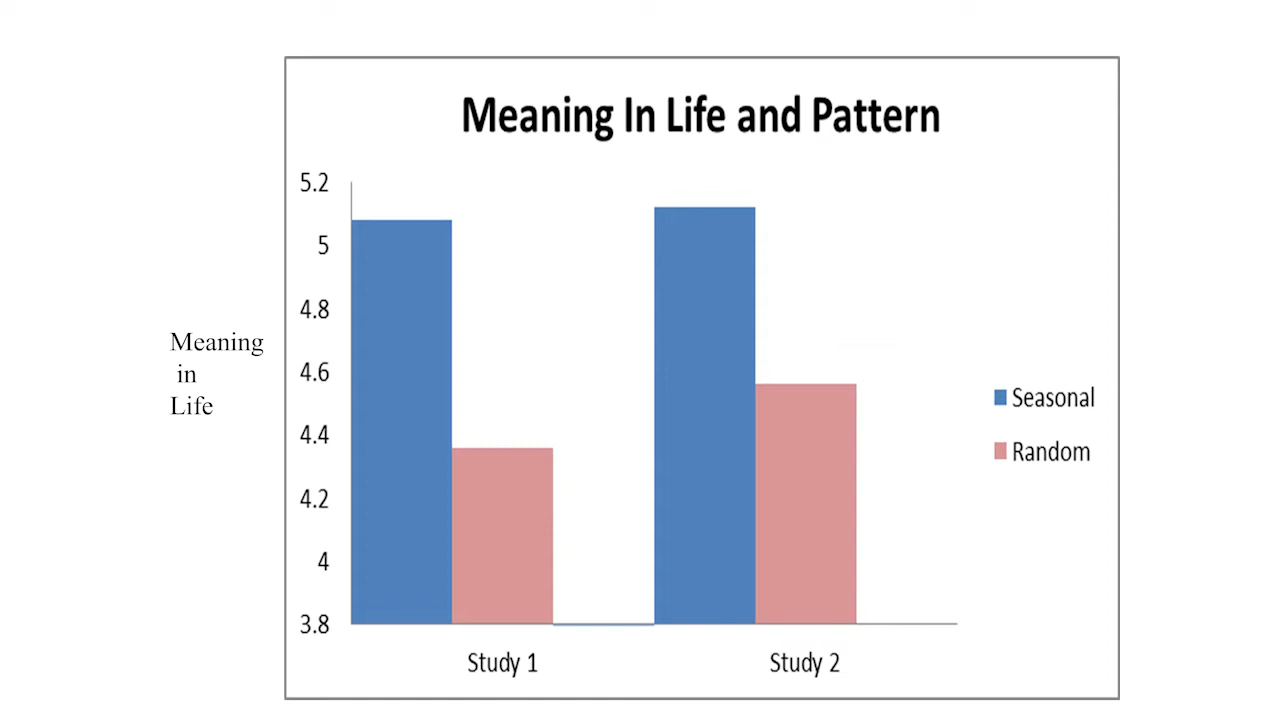 Meaning In Life and Pattern
5.2
5
4.8
4.6
4.4
4.2
4
3.8
Meaning
in
Life
Study 1
Study 2
Seasonal
Random